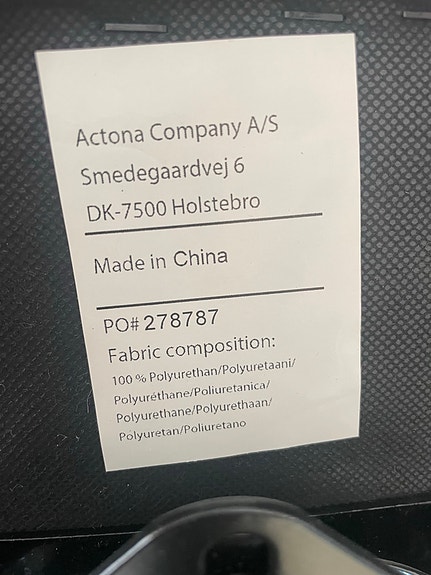 Actona Company A/S
Smedegaardvej 6
DK-7500 Holstebro
Made in China
PO# 278787
Fabric composition:
100 % Polyurethan/Polyuretaani/
Polyuréthane/Poliuretanica/
Polyurethane/Polyurethaan/
Polyuretan/Poliuretano